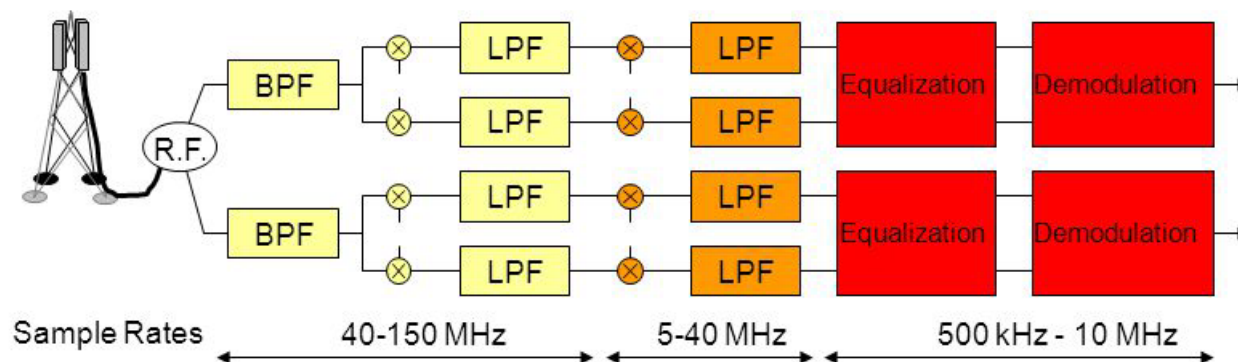 LPF LPF
BPF Equalization Demodulation
LPF LPF
R.F.
LPF LPF
BPF Equalization Demodulation
LPF LPF
Sample Rates 40-150 MHz 5-40 MHz 500 kHz - 10 MHz